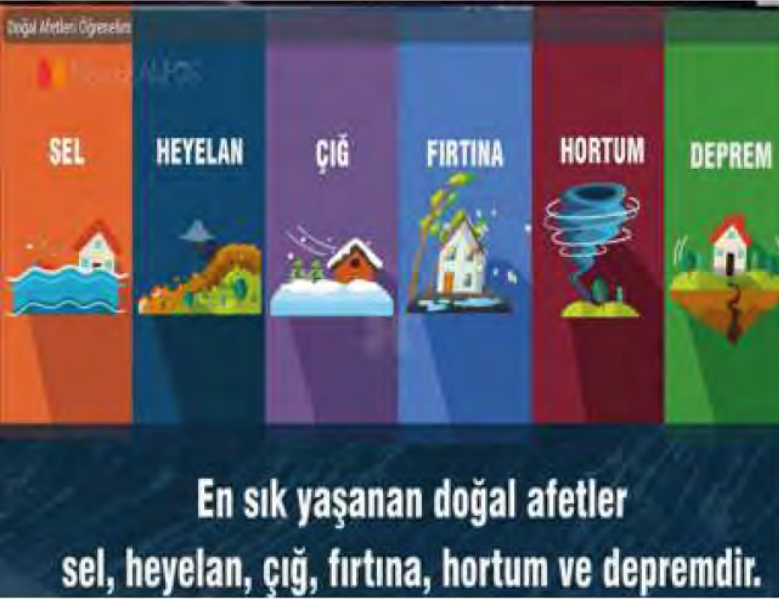 Doğal Afetleri Öğrenelim
SEL HEYELAN ÇIĞ FIRTINA HORTUM DEPREM
En sık yaşanan doğal afetler
sel, heyelan, çığ, fırtına, hortum ve depremdir.